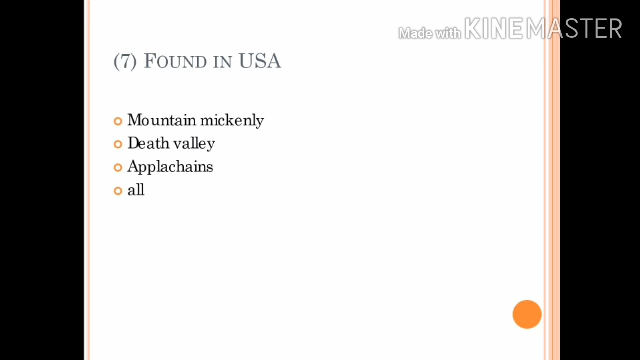 Made with KINEMASTER
(7) FOUND IN USA
Mountain mickenly
Death valley
Applachains
all